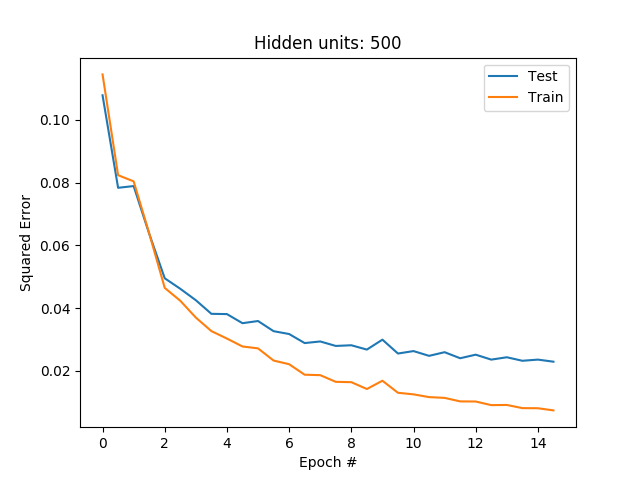 Hidden units: 500
Test
Train
0.10
0.08
0.06
0.04
0.02
Squared Error
0 2 4 6 8 10 12 14
Epoch #